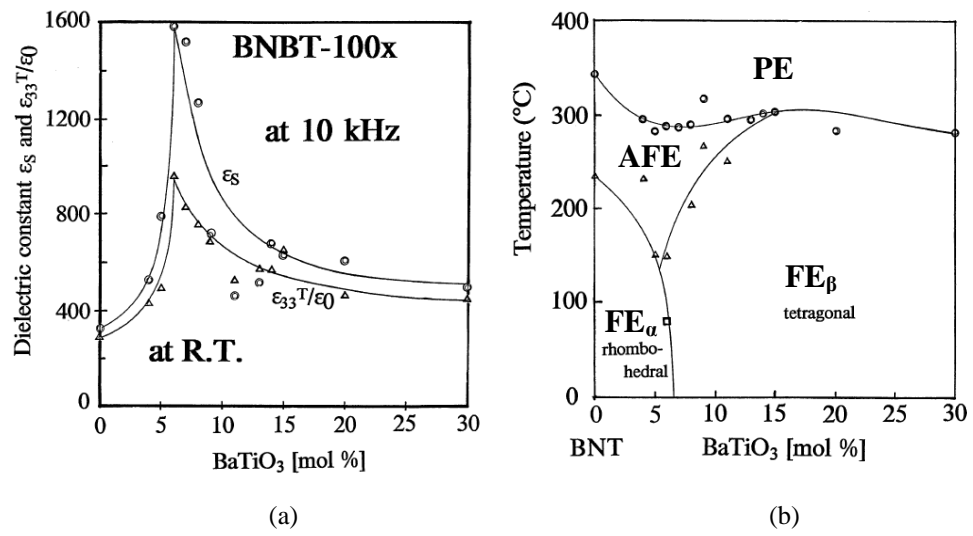 1600
1200
800
400
0
Dielectric constant εs and ε33ᵀ/ε0
BNBT-100x
at 10 kHz
εs
ε33ᵀ/ε0
at R.T.
0 5 10 15 20 25 30
BaTiO3 [mol %]
(a)
400
300
200
100
0
Temperature (°C)
PE
AFE
FEα
rhombo-
hedral
FEβ
tetragonal
0 5 10 15 20 25 30
BNT
BaTiO3 [mol %]
(b)